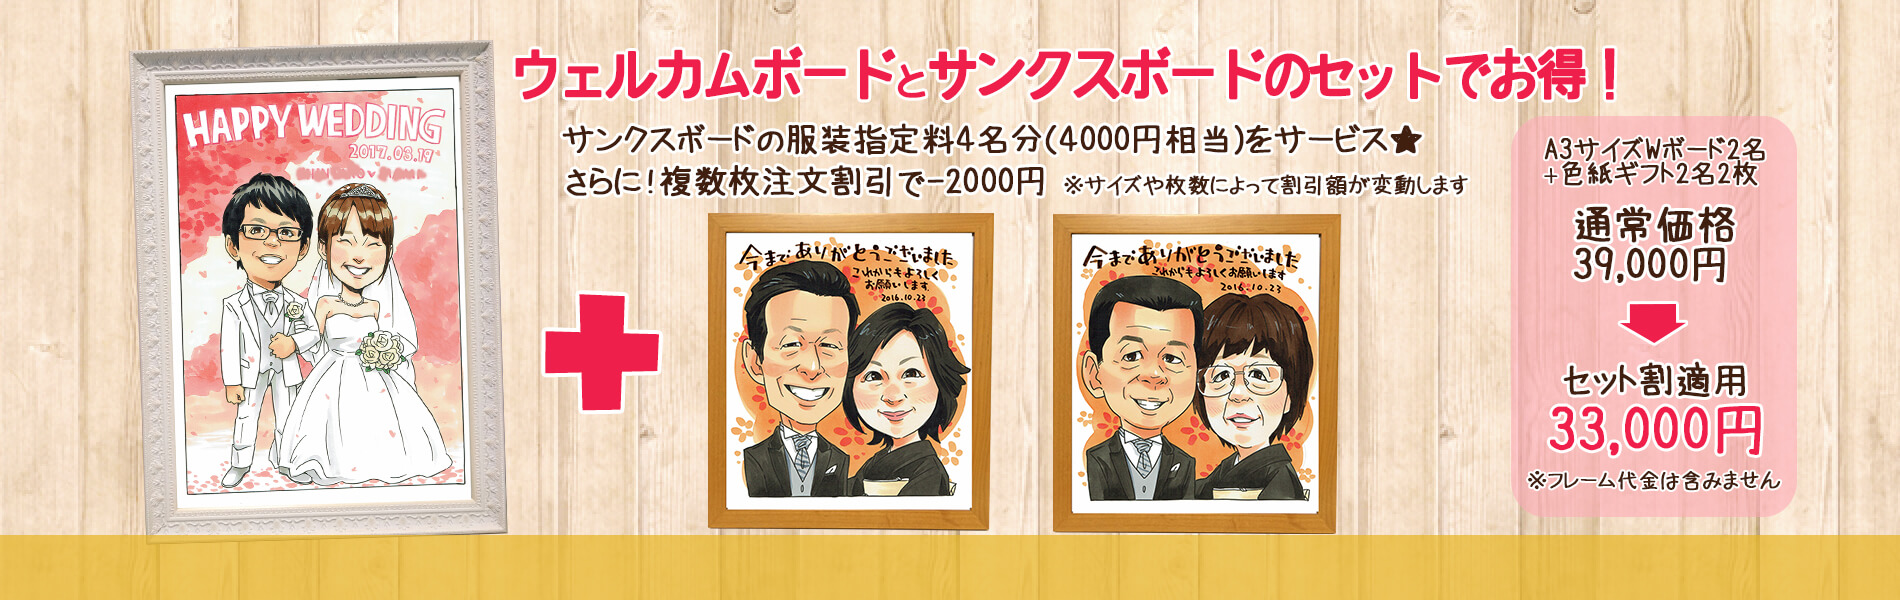 ウェルカムボードとサンクスボードのセットでお得！
サンクスボードの服装指定料4名分(4000円相当)をサービス★
さらに！複数枚注文割引で-2000円 ※サイズや枚数によって割引額が変動します
HAPPY WEDDING
2017.03.19
今までありがとうございました
これからもよろしく
お願いします
2016.10.23
今までありがとうございました
これからもよろしくお願いします
2016.10.23
A3サイズWボード2名
+色紙ギフト2名2枚
通常価格
39,000円
セット割適用
33,000円
※フレーム代金は含みません